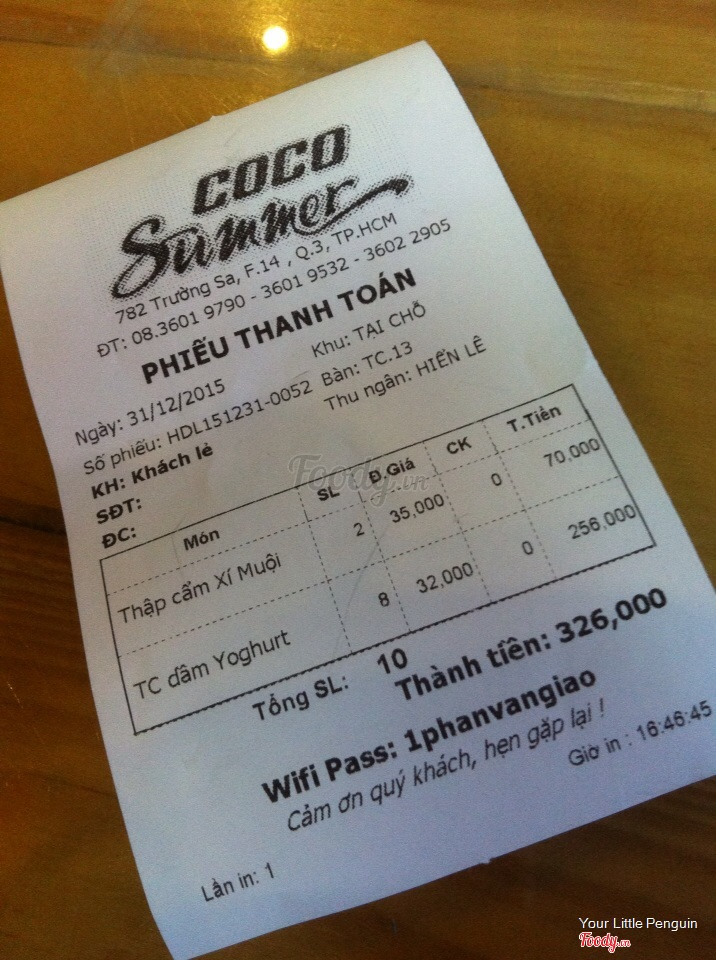 COCO
Summer
782 Trường Sa, F.14 , Q.3, TP.HCM
ĐT: 08.3601 9790 - 3601 9532 - 3602 2905
PHIẾU THANH TOÁN
Ngày: 31/12/2015 Khu: TẠI CHỖ
Số phiếu: HDL151231-0052 Bàn: TC.13
KH: Khách lẻ Thu ngân: HIỂN LÊ
SĐT:
ĐC:
Món SL Đ.Giá CK T.Tiền
Thập cẩm Xí Muội 2 35,000 0 70,000
TC dầm Yoghurt 8 32,000 0 256,000
Tổng SL: 10
Thành tiền: 326,000
Wifi Pass: 1phanvangiao
Cảm ơn quý khách, hẹn gặp lại !
Giờ in : 16:46:45
Lần in: 1
Foody.vn
Your Little Penguin
Foody.vn